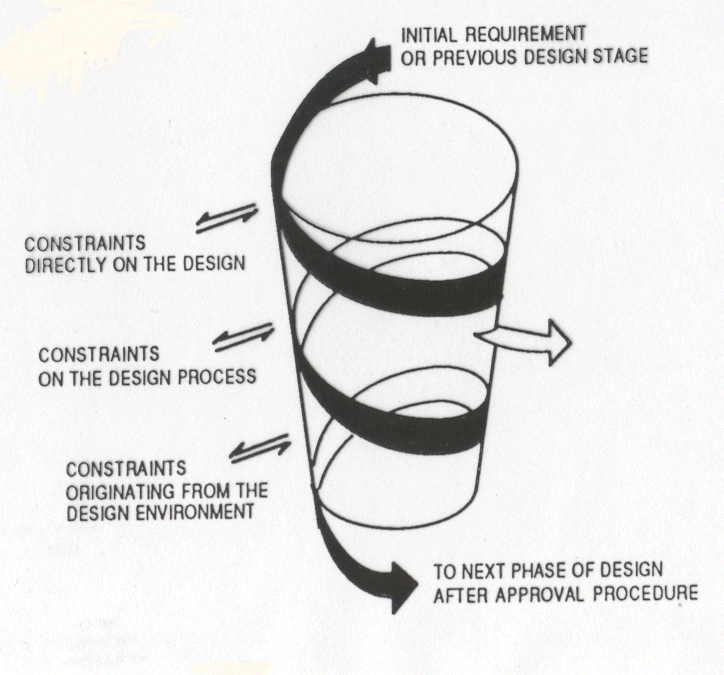 INITIAL REQUIREMENT
OR PREVIOUS DESIGN STAGE
CONSTRAINTS
DIRECTLY ON THE DESIGN
CONSTRAINTS
ON THE DESIGN PROCESS
CONSTRAINTS
ORIGINATING FROM THE
DESIGN ENVIRONMENT
TO NEXT PHASE OF DESIGN
AFTER APPROVAL PROCEDURE